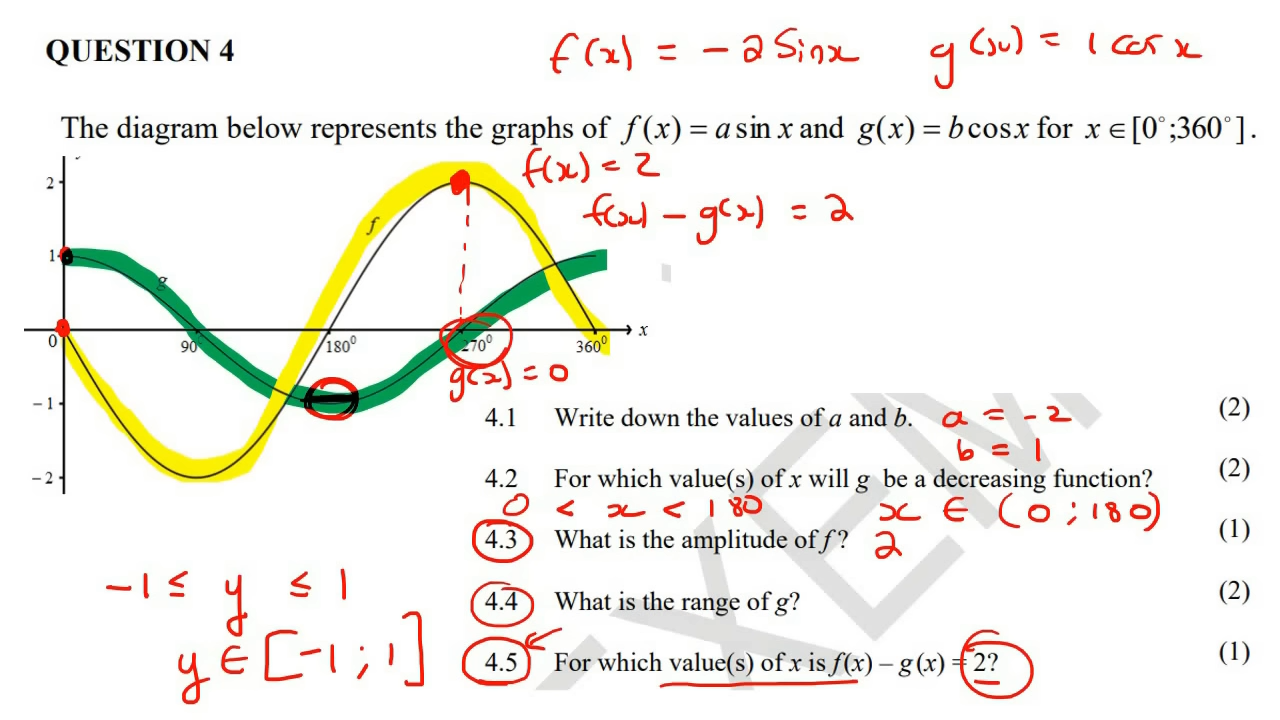 QUESTION 4
f(x) = -2 Sinx g(x) = 1 cos x
The diagram below represents the graphs of f(x) = a sin x and g(x) = b cos x for x ∈ [0°;360°].
f(x) = 2
f(x) - g(x) = 2
2
f
1
g
0
90
180⁰
270⁰
360⁰
x
g(x) = 0
-1
-2
4.1 Write down the values of a and b. a = -2 (2)
b = 1
4.2 For which value(s) of x will g be a decreasing function? (2)
0 < x < 180 x ∈ (0 ; 180)
4.3 What is the amplitude of f? 2 (1)
-1 ≤ y ≤ 1
4.4 What is the range of g? (2)
y ∈ [-1 ; 1]
4.5 For which value(s) of x is f(x) – g(x) = 2? (1)